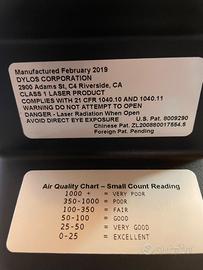 Manufactured February 2019
DYLOS CORPORATION
2900 Adams St, C4 Riverside, CA
CLASS 1 LASER PRODUCT
COMPLIES WITH 21 CFR 1040.10 AND 1040.11
WARNING DO NOT ATTEMPT TO OPEN
DANGER - Laser Radiation When Open
AVOID DIRECT EYE EXPOSURE U.S. Pat. 8009290
Chinese Pat. ZL200880017554.5
Foreign Pat. Pending
Air Quality Chart – Small Count Reading
1000 + = VERY POOR
350-1000 = POOR
100-350 = FAIR
50-100 = GOOD
25-50 = VERY GOOD
0-25 = EXCELLENT